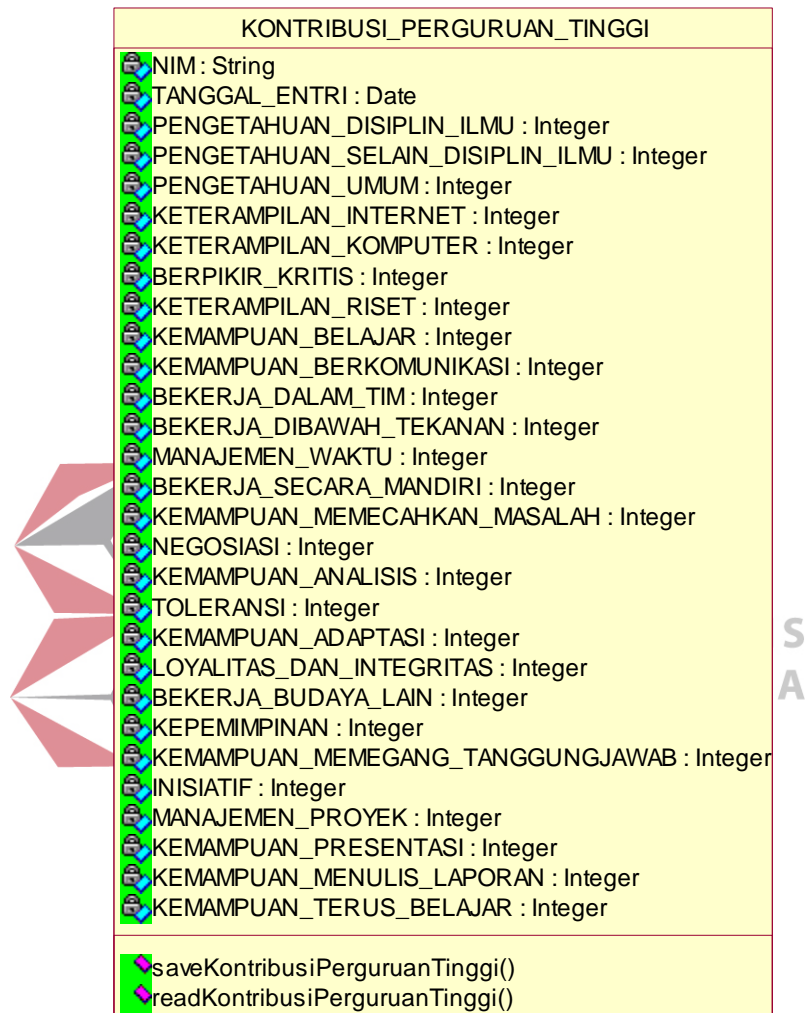 KONTRIBUSI_PERGURUAN_TINGGI
NIM : String
TANGGAL_ENTRI : Date
PENGETAHUAN_DISIPLIN_ILMU : Integer
PENGETAHUAN_SELAIN_DISIPLIN_ILMU : Integer
PENGETAHUAN_UMUM : Integer
KETERAMPILAN_INTERNET : Integer
KETERAMPILAN_KOMPUTER : Integer
BERPIKIR_KRITIS : Integer
KETERAMPILAN_RISET : Integer
KEMAMPUAN_BELAJAR : Integer
KEMAMPUAN_BERKOMUNIKASI : Integer
BEKERJA_DALAM_TIM : Integer
BEKERJA_DIBAWAH_TEKANAN : Integer
MANAJEMEN_WAKTU : Integer
BEKERJA_SECARA_MANDIRI : Integer
KEMAMPUAN_MEMECAHKAN_MASALAH : Integer
NEGOSIASI : Integer
KEMAMPUAN_ANALISIS : Integer
TOLERANSI : Integer
KEMAMPUAN_ADAPTASI : Integer
S
LOYALITAS_DAN_INTEGRITAS : Integer
BEKERJA_BUDAYA_LAIN : Integer
A
KEPEMIMPINAN : Integer
KEMAMPUAN_MEMEGANG_TANGGUNGJAWAB : Integer
INISIATIF : Integer
MANAJEMEN_PROYEK : Integer
KEMAMPUAN_PRESENTASI : Integer
KEMAMPUAN_MENULIS_LAPORAN : Integer
KEMAMPUAN_TERUS_BELAJAR : Integer
saveKontribusiPerguruanTinggi()
readKontribusiPerguruanTinggi()